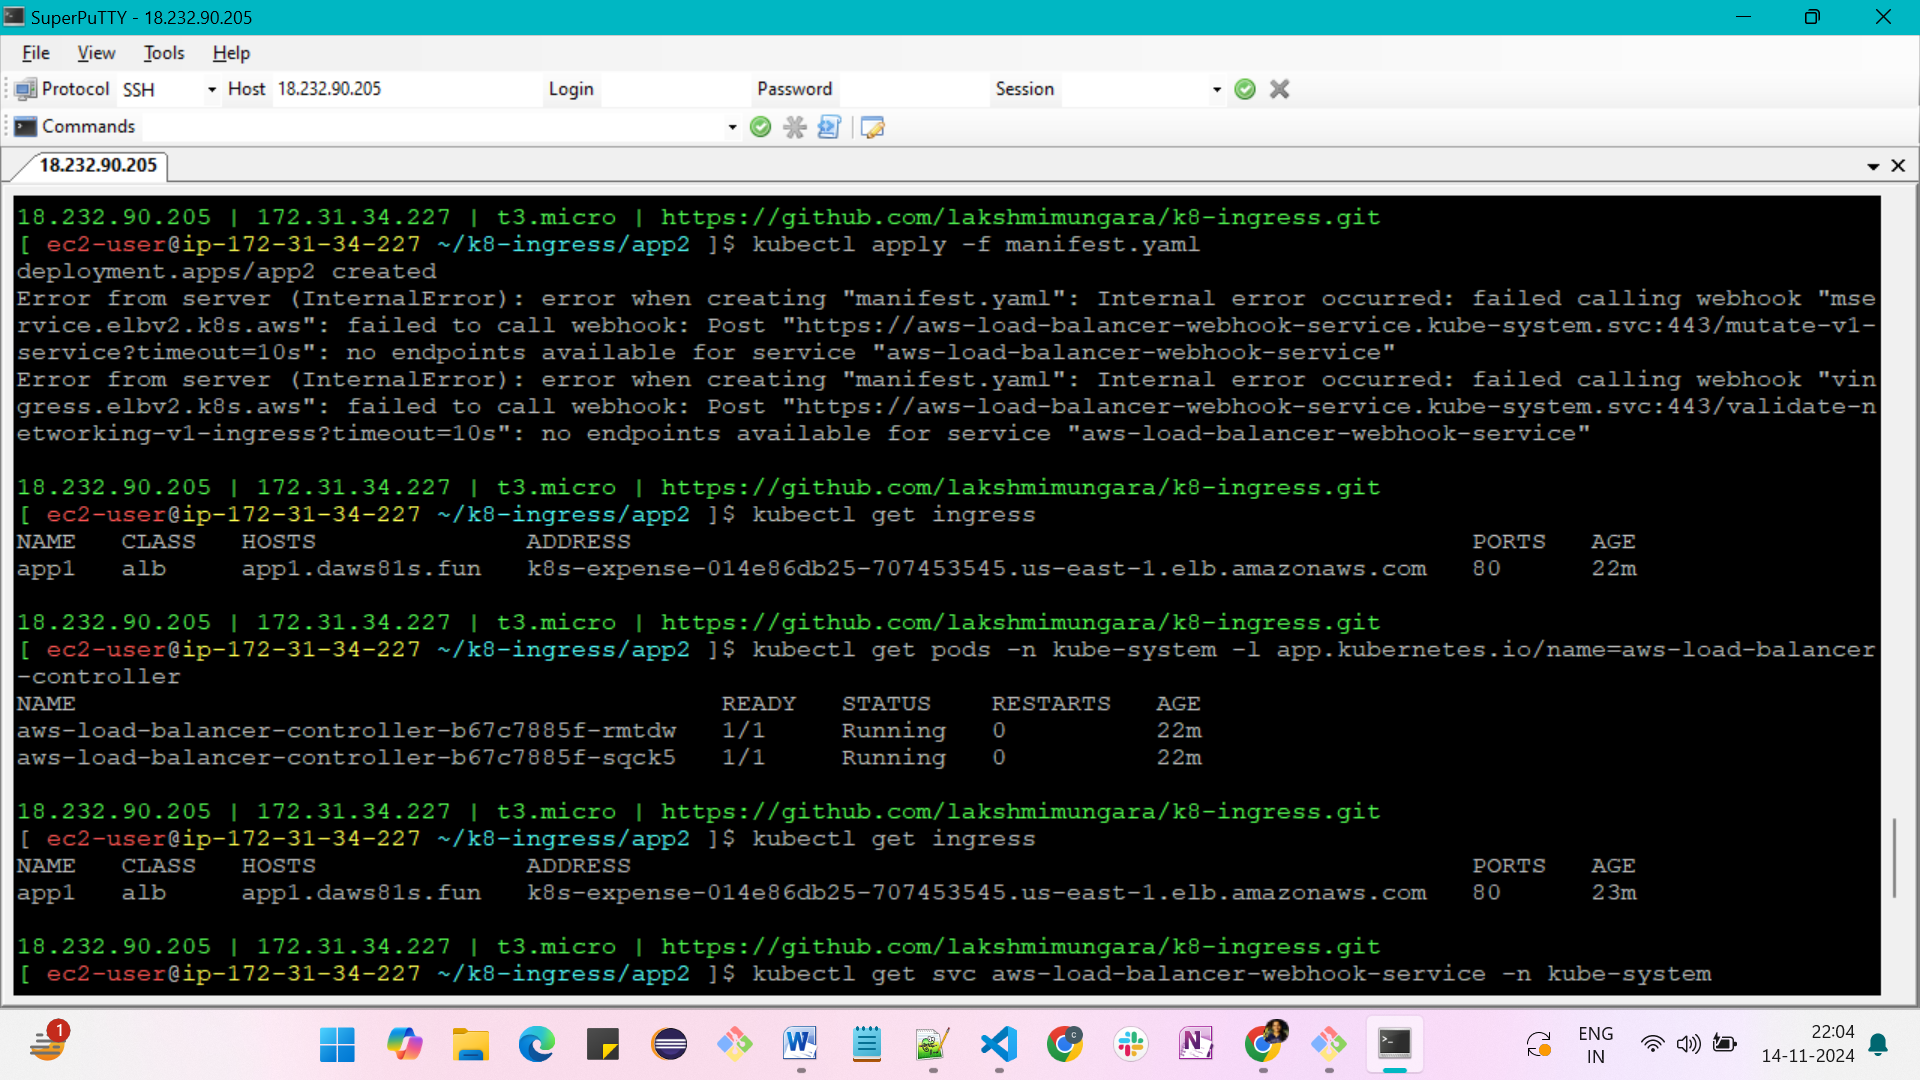 SuperPuTTY - 18.232.90.205
File View Tools Help
Protocol SSH Host 18.232.90.205 Login Password Session
Commands
18.232.90.205
18.232.90.205 | 172.31.34.227 | t3.micro | https://github.com/lakshmimungara/k8-ingress.git
[ ec2-user@ip-172-31-34-227 ~/k8-ingress/app2 ]$ kubectl apply -f manifest.yaml
deployment.apps/app2 created
Error from server (InternalError): error when creating "manifest.yaml": Internal error occurred: failed calling webhook "mse
rvice.elbv2.k8s.aws": failed to call webhook: Post "https://aws-load-balancer-webhook-service.kube-system.svc:443/mutate-v1-
service?timeout=10s": no endpoints available for service "aws-load-balancer-webhook-service"
Error from server (InternalError): error when creating "manifest.yaml": Internal error occurred: failed calling webhook "vin
gress.elbv2.k8s.aws": failed to call webhook: Post "https://aws-load-balancer-webhook-service.kube-system.svc:443/validate-n
etworking-v1-ingress?timeout=10s": no endpoints available for service "aws-load-balancer-webhook-service"
18.232.90.205 | 172.31.34.227 | t3.micro | https://github.com/lakshmimungara/k8-ingress.git
[ ec2-user@ip-172-31-34-227 ~/k8-ingress/app2 ]$ kubectl get ingress
NAME CLASS HOSTS ADDRESS PORTS AGE
app1 alb app1.daws81s.fun k8s-expense-014e86db25-707453545.us-east-1.elb.amazonaws.com 80 22m
18.232.90.205 | 172.31.34.227 | t3.micro | https://github.com/lakshmimungara/k8-ingress.git
[ ec2-user@ip-172-31-34-227 ~/k8-ingress/app2 ]$ kubectl get pods -n kube-system -l app.kubernetes.io/name=aws-load-balancer
-controller
NAME READY STATUS RESTARTS AGE
aws-load-balancer-controller-b67c7885f-rmtdw 1/1 Running 0 22m
aws-load-balancer-controller-b67c7885f-sqck5 1/1 Running 0 22m
18.232.90.205 | 172.31.34.227 | t3.micro | https://github.com/lakshmimungara/k8-ingress.git
[ ec2-user@ip-172-31-34-227 ~/k8-ingress/app2 ]$ kubectl get ingress
NAME CLASS HOSTS ADDRESS PORTS AGE
app1 alb app1.daws81s.fun k8s-expense-014e86db25-707453545.us-east-1.elb.amazonaws.com 80 23m
18.232.90.205 | 172.31.34.227 | t3.micro | https://github.com/lakshmimungara/k8-ingress.git
[ ec2-user@ip-172-31-34-227 ~/k8-ingress/app2 ]$ kubectl get svc aws-load-balancer-webhook-service -n kube-system
1
ENG
IN
22:04
14-11-2024